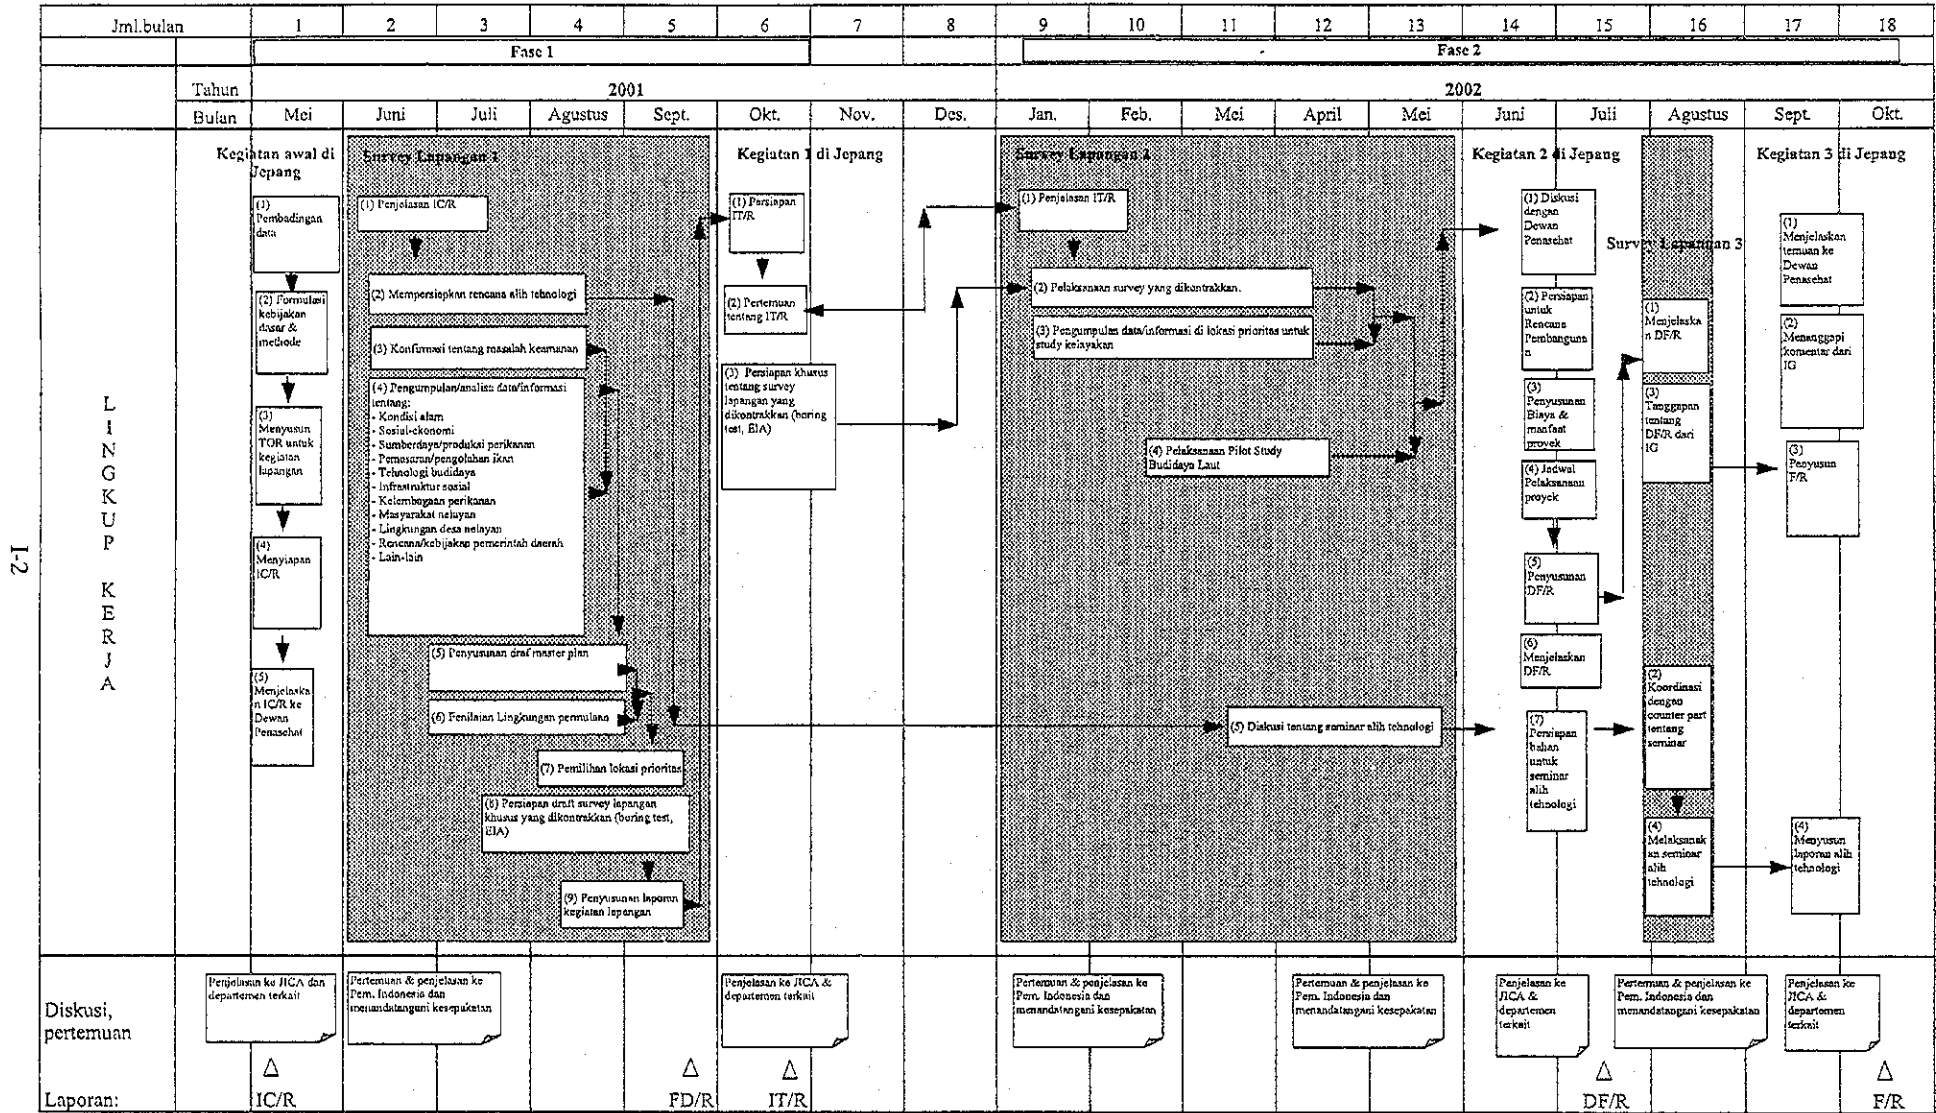 Jml.bulan 1 2 3 4 5 6 7 8 9 10 11 12 13 14 15 16 17 18
Fase 1 Fase 2
Tahun 2001 2002
Bulan Mei Juni Juli Agustus Sept. Okt. Nov. Des. Jan. Feb. Mei April Mei Juni Juli Agustus Sept. Okt.
LINGKUP KERJA
Kegiatan awal di
Jepang
(1)
Pembadingan
data
(2) Formulasi
kebijakan
dasar &
methode
(3)
Menyusun
TOR untuk
kegiatan
lapangan
(4)
Menyiapan
IC/R
(5)
Menjelaska
n IC/R ke
Dewan
Penasehat
Survey Lapangan 1
(1) Penjelasan IC/R
(2) Mempersiapkan rencana alih tehnologi
(3) Konfirmasi tentang masalah keamanan
(4) Pengumpulan/analisa data/informasi
tentang:
- Kondisi alam
- Sosial-ekonomi
- Sumberdaya/produksi perikanan
- Pemasaran/pengolahan ikan
- Tehnologi budidaya
- Infrastruktur sosial
- Kelembagaan perikanan
- Masyarakat nelayan
- Lingkungan desa nelayan
- Rencana/kebijakan pemerintah daerah
- Lain-lain
(5) Penyusunan draf master plan
(6) Penilaian Lingkungan permulaan
(7) Pemilihan lokasi prioritas
(8) Persiapan draft survey lapangan
khusus yang dikontrakkan (boring test,
EIA)
(9) Penyusunan laporan
kegiatan lapangan
Kegiatan 1 di Jepang
(1) Persiapan
IT/R
(2) Pertemuan
tentang IT/R
(3) Persiapan khusus
tentang survey
lapangan yang
dikontrakkan (boring
test, EIA)
Survey Lapangan 2
(1) Penjelasan IT/R
(2) Pelaksanaan survey yang dikontrakkan.
(3) Pengumpulan data/informasi di lokasi prioritas untuk
study kelayakan
(4) Pelaksanaan Pilot Study
Budidaya Laut
(5) Diskusi tentang seminar alih tehnologi
Kegiatan 2 di Jepang
(1) Diskusi
dengan
Dewan
Penasehat
(2) Persiapan
untuk
Rencana
Pembanguna
n
(3)
Penyusunan
Biaya &
manfaat
proyek
(4) Jadwal
Pelaksanaan
proyek
(5)
Penyusunan
DF/R
(6)
Menjelaskan
DF/R
(7)
Persiapan
bahan
untuk
seminar
alih
tehnologi
Survey Lapangan 3
(1)
Menjelaska
n DF/R
(3)
Tanggapan
tentang
DF/R dari
IG
(2)
Koordinasi
dengan
counter part
tentang
seminar
(4)
Melaksanak
an seminar
alih
tehnologi
Kegiatan 3 di Jepang
(1)
Menjelaskan
temuan ke
Dewan
Penasehat
(2)
Menanggapi
komentar dari
IG
(3)
Penyusun
F/R
(4)
Menyusun
laporan alih
tehnologi
Diskusi,
pertemuan
Penjelasan ke JICA dan
departemen terkait
Pertemuan & penjelasan ke
Pem. Indonesia dan
menandatangani kesepakatan
Penjelasan ke JICA &
departemen terkait
Pertemuan & penjelasan ke
Pem. Indonesia dan
menandatangani kesepakatan
Pertemuan & penjelasan ke
Pem. Indonesia dan
menandatangani kesepakatan
Penjelasan ke
JICA &
departemen
terkait
Pertemuan & penjelasan ke
Pem. Indonesia dan
menandatangani kesepakatan
Penjelasan ke
JICA &
departemen
terkait
Laporan: IC/R FD/R IT/R DF/R F/R
I-2